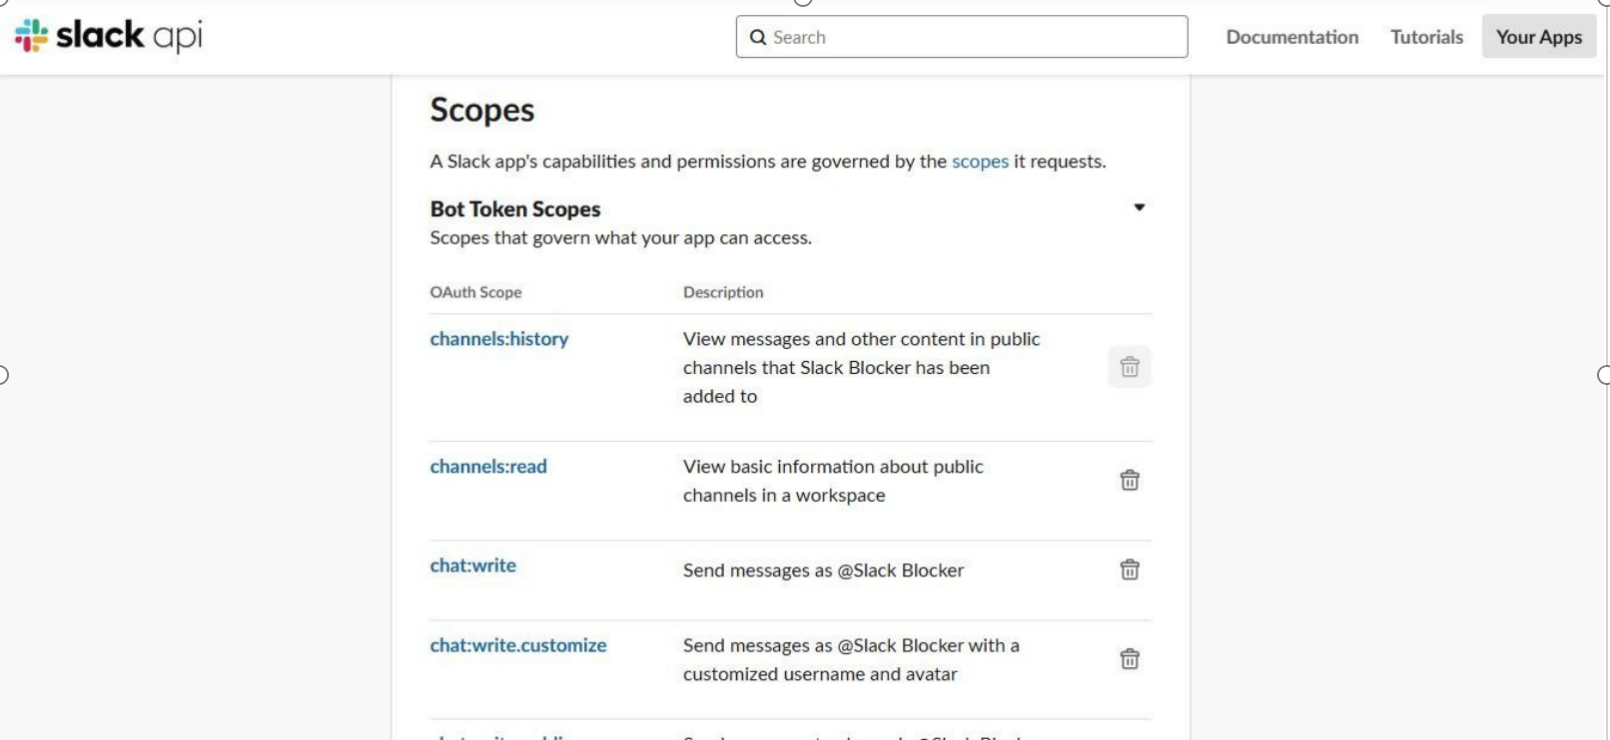 slack api
Search
Documentation
Tutorials
Your Apps
Scopes
A Slack app's capabilities and permissions are governed by the scopes it requests.
Bot Token Scopes
Scopes that govern what your app can access.
OAuth Scope Description
channels:history View messages and other content in public
channels that Slack Blocker has been
added to
channels:read View basic information about public
channels in a workspace
chat:write Send messages as @Slack Blocker
chat:write.customize Send messages as @Slack Blocker with a
customized username and avatar